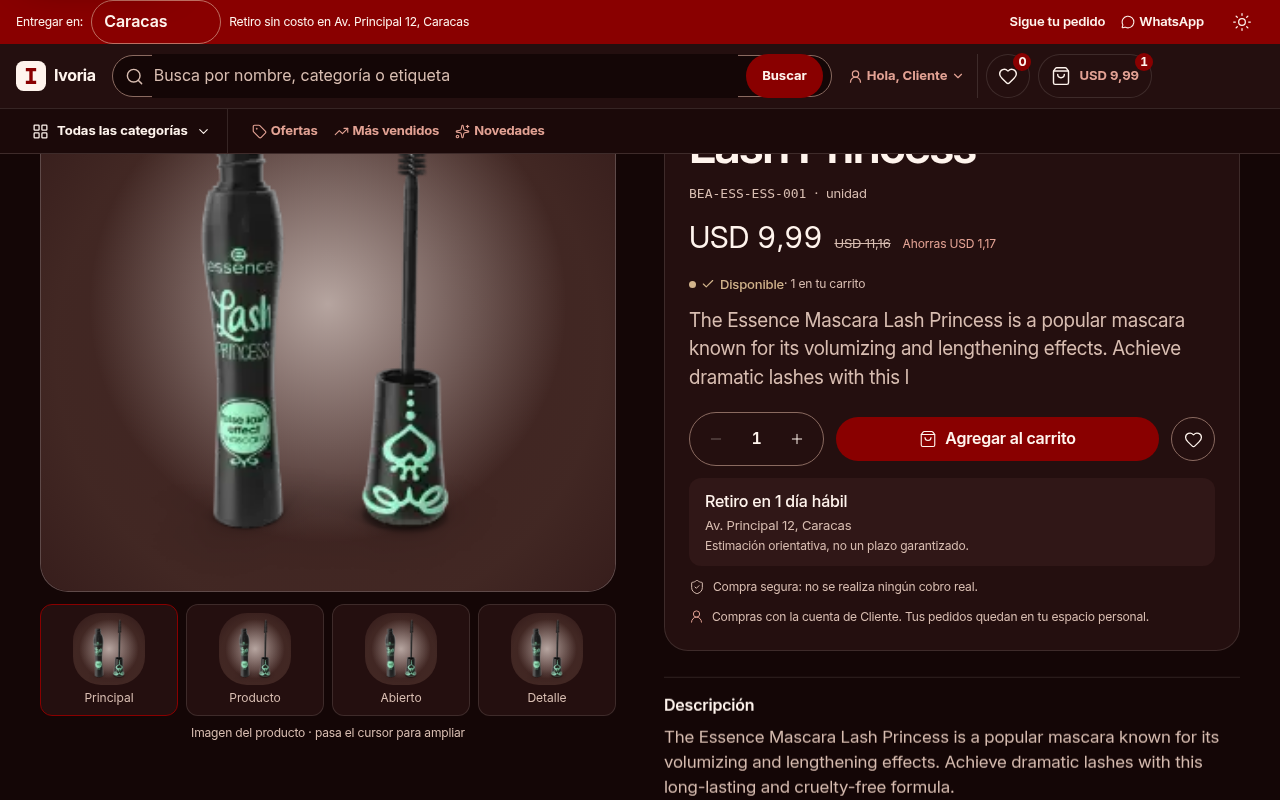 Entregar en:
Caracas
Retiro sin costo en Av. Principal 12, Caracas
Sigue tu pedido
WhatsApp
I
Ivoria
Busca por nombre, categoría o etiqueta
Buscar
Hola, Cliente
0
USD 9,99
1
Todas las categorías
Ofertas
Más vendidos
Novedades
essence
Lash
PRINCESS
false lash
effect
mascara
Lash Princess
BEA-ESS-ESS-001 · unidad
USD 9,99 USD 11,16 Ahorras USD 1,17
Disponible · 1 en tu carrito
The Essence Mascara Lash Princess is a popular mascara
known for its volumizing and lengthening effects. Achieve
dramatic lashes with this l
− 1 +
Agregar al carrito
Retiro en 1 día hábil
Av. Principal 12, Caracas
Estimación orientativa, no un plazo garantizado.
Compra segura: no se realiza ningún cobro real.
Compras con la cuenta de Cliente. Tus pedidos quedan en tu espacio personal.
Principal
Producto
Abierto
Detalle
Imagen del producto · pasa el cursor para ampliar
Descripción
The Essence Mascara Lash Princess is a popular mascara known for its
volumizing and lengthening effects. Achieve dramatic lashes with this
long-lasting and cruelty-free formula.